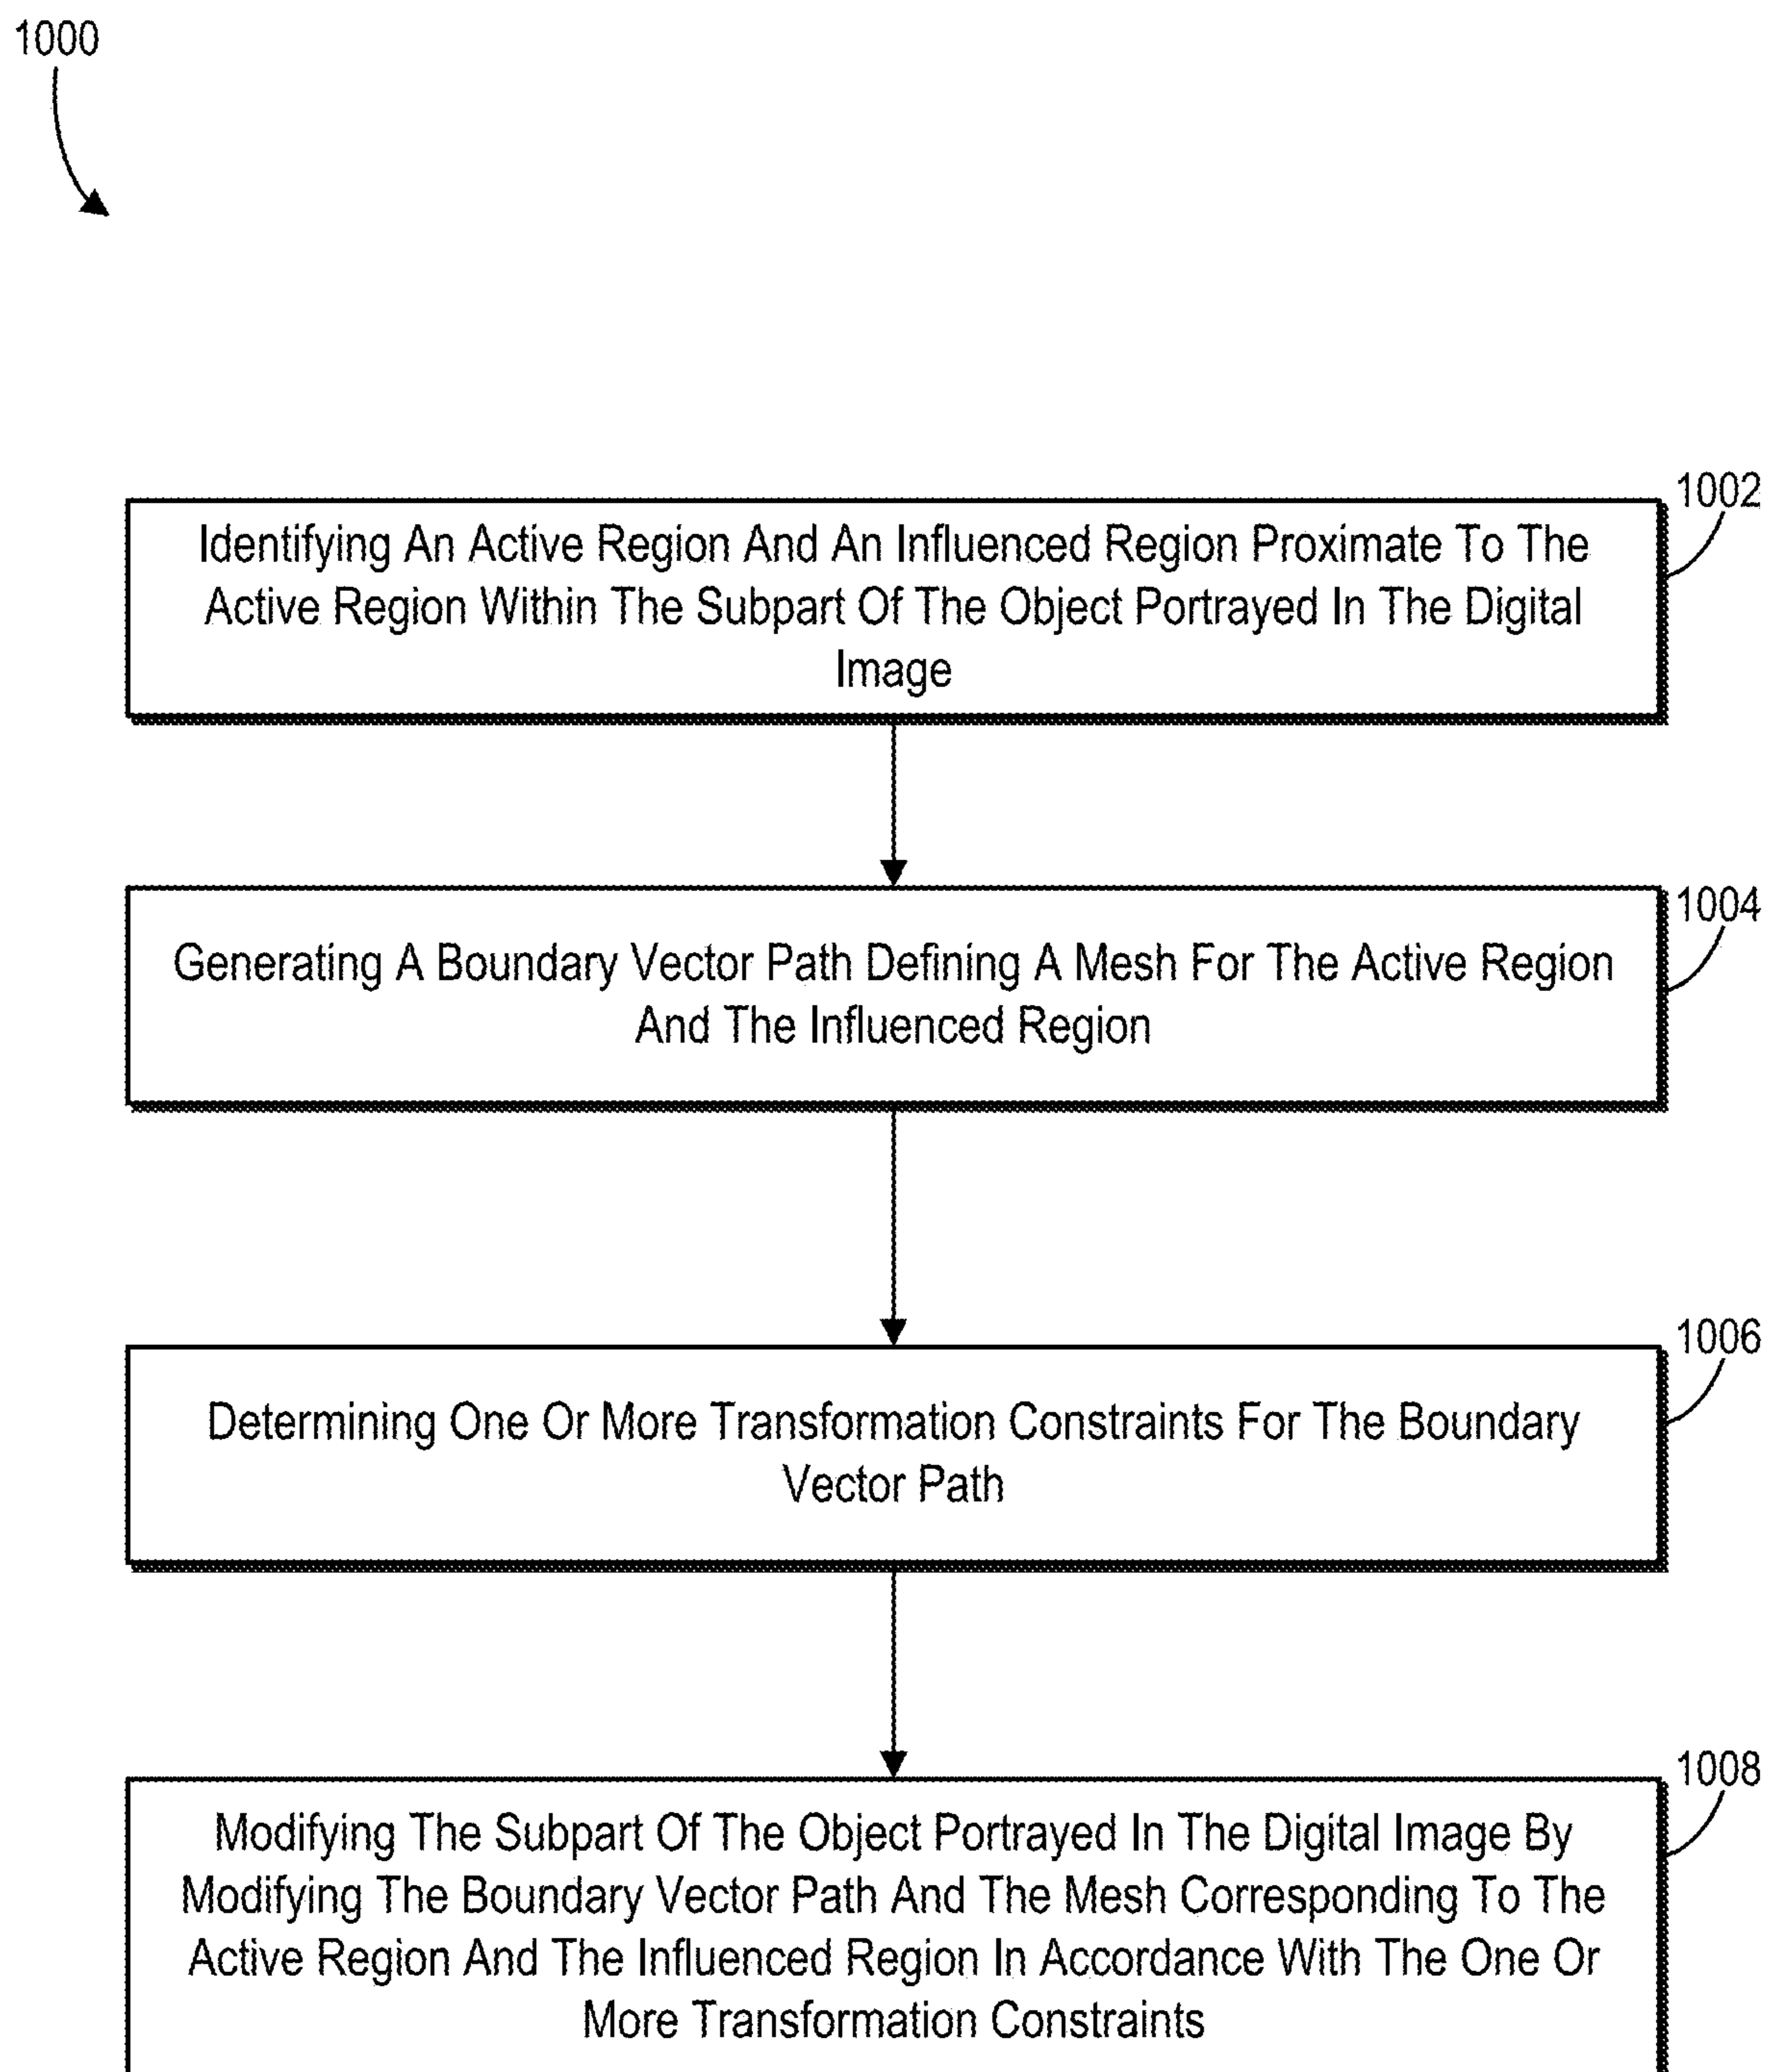 1000
1002
Identifying An Active Region And An Influenced Region Proximate To The
Active Region Within The Subpart Of The Object Portrayed In The Digital
Image
1004
Generating A Boundary Vector Path Defining A Mesh For The Active Region
And The Influenced Region
1006
Determining One Or More Transformation Constraints For The Boundary
Vector Path
1008
Modifying The Subpart Of The Object Portrayed In The Digital Image By
Modifying The Boundary Vector Path And The Mesh Corresponding To The
Active Region And The Influenced Region In Accordance With The One Or
More Transformation Constraints